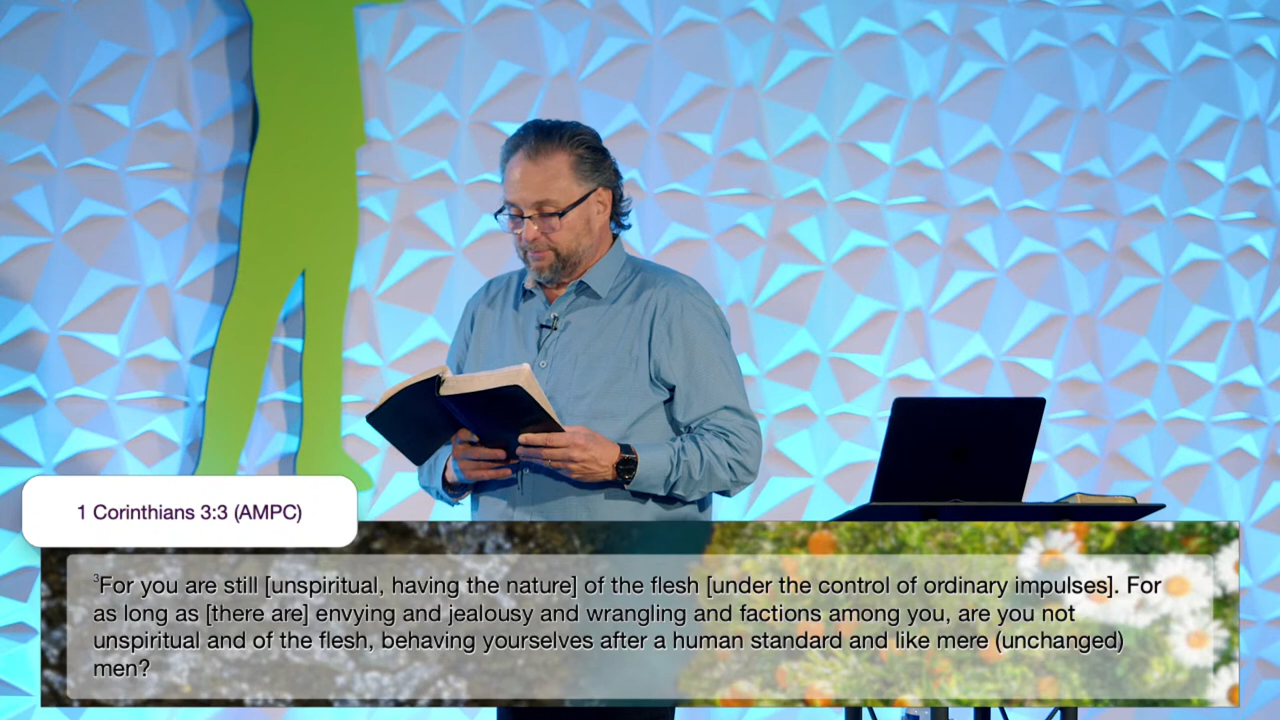 1 Corinthians 3:3 (AMPC)
3For you are still [unspiritual, having the nature] of the flesh [under the control of ordinary impulses]. For
as long as [there are] envying and jealousy and wrangling and factions among you, are you not
unspiritual and of the flesh, behaving yourselves after a human standard and like mere (unchanged)
men?